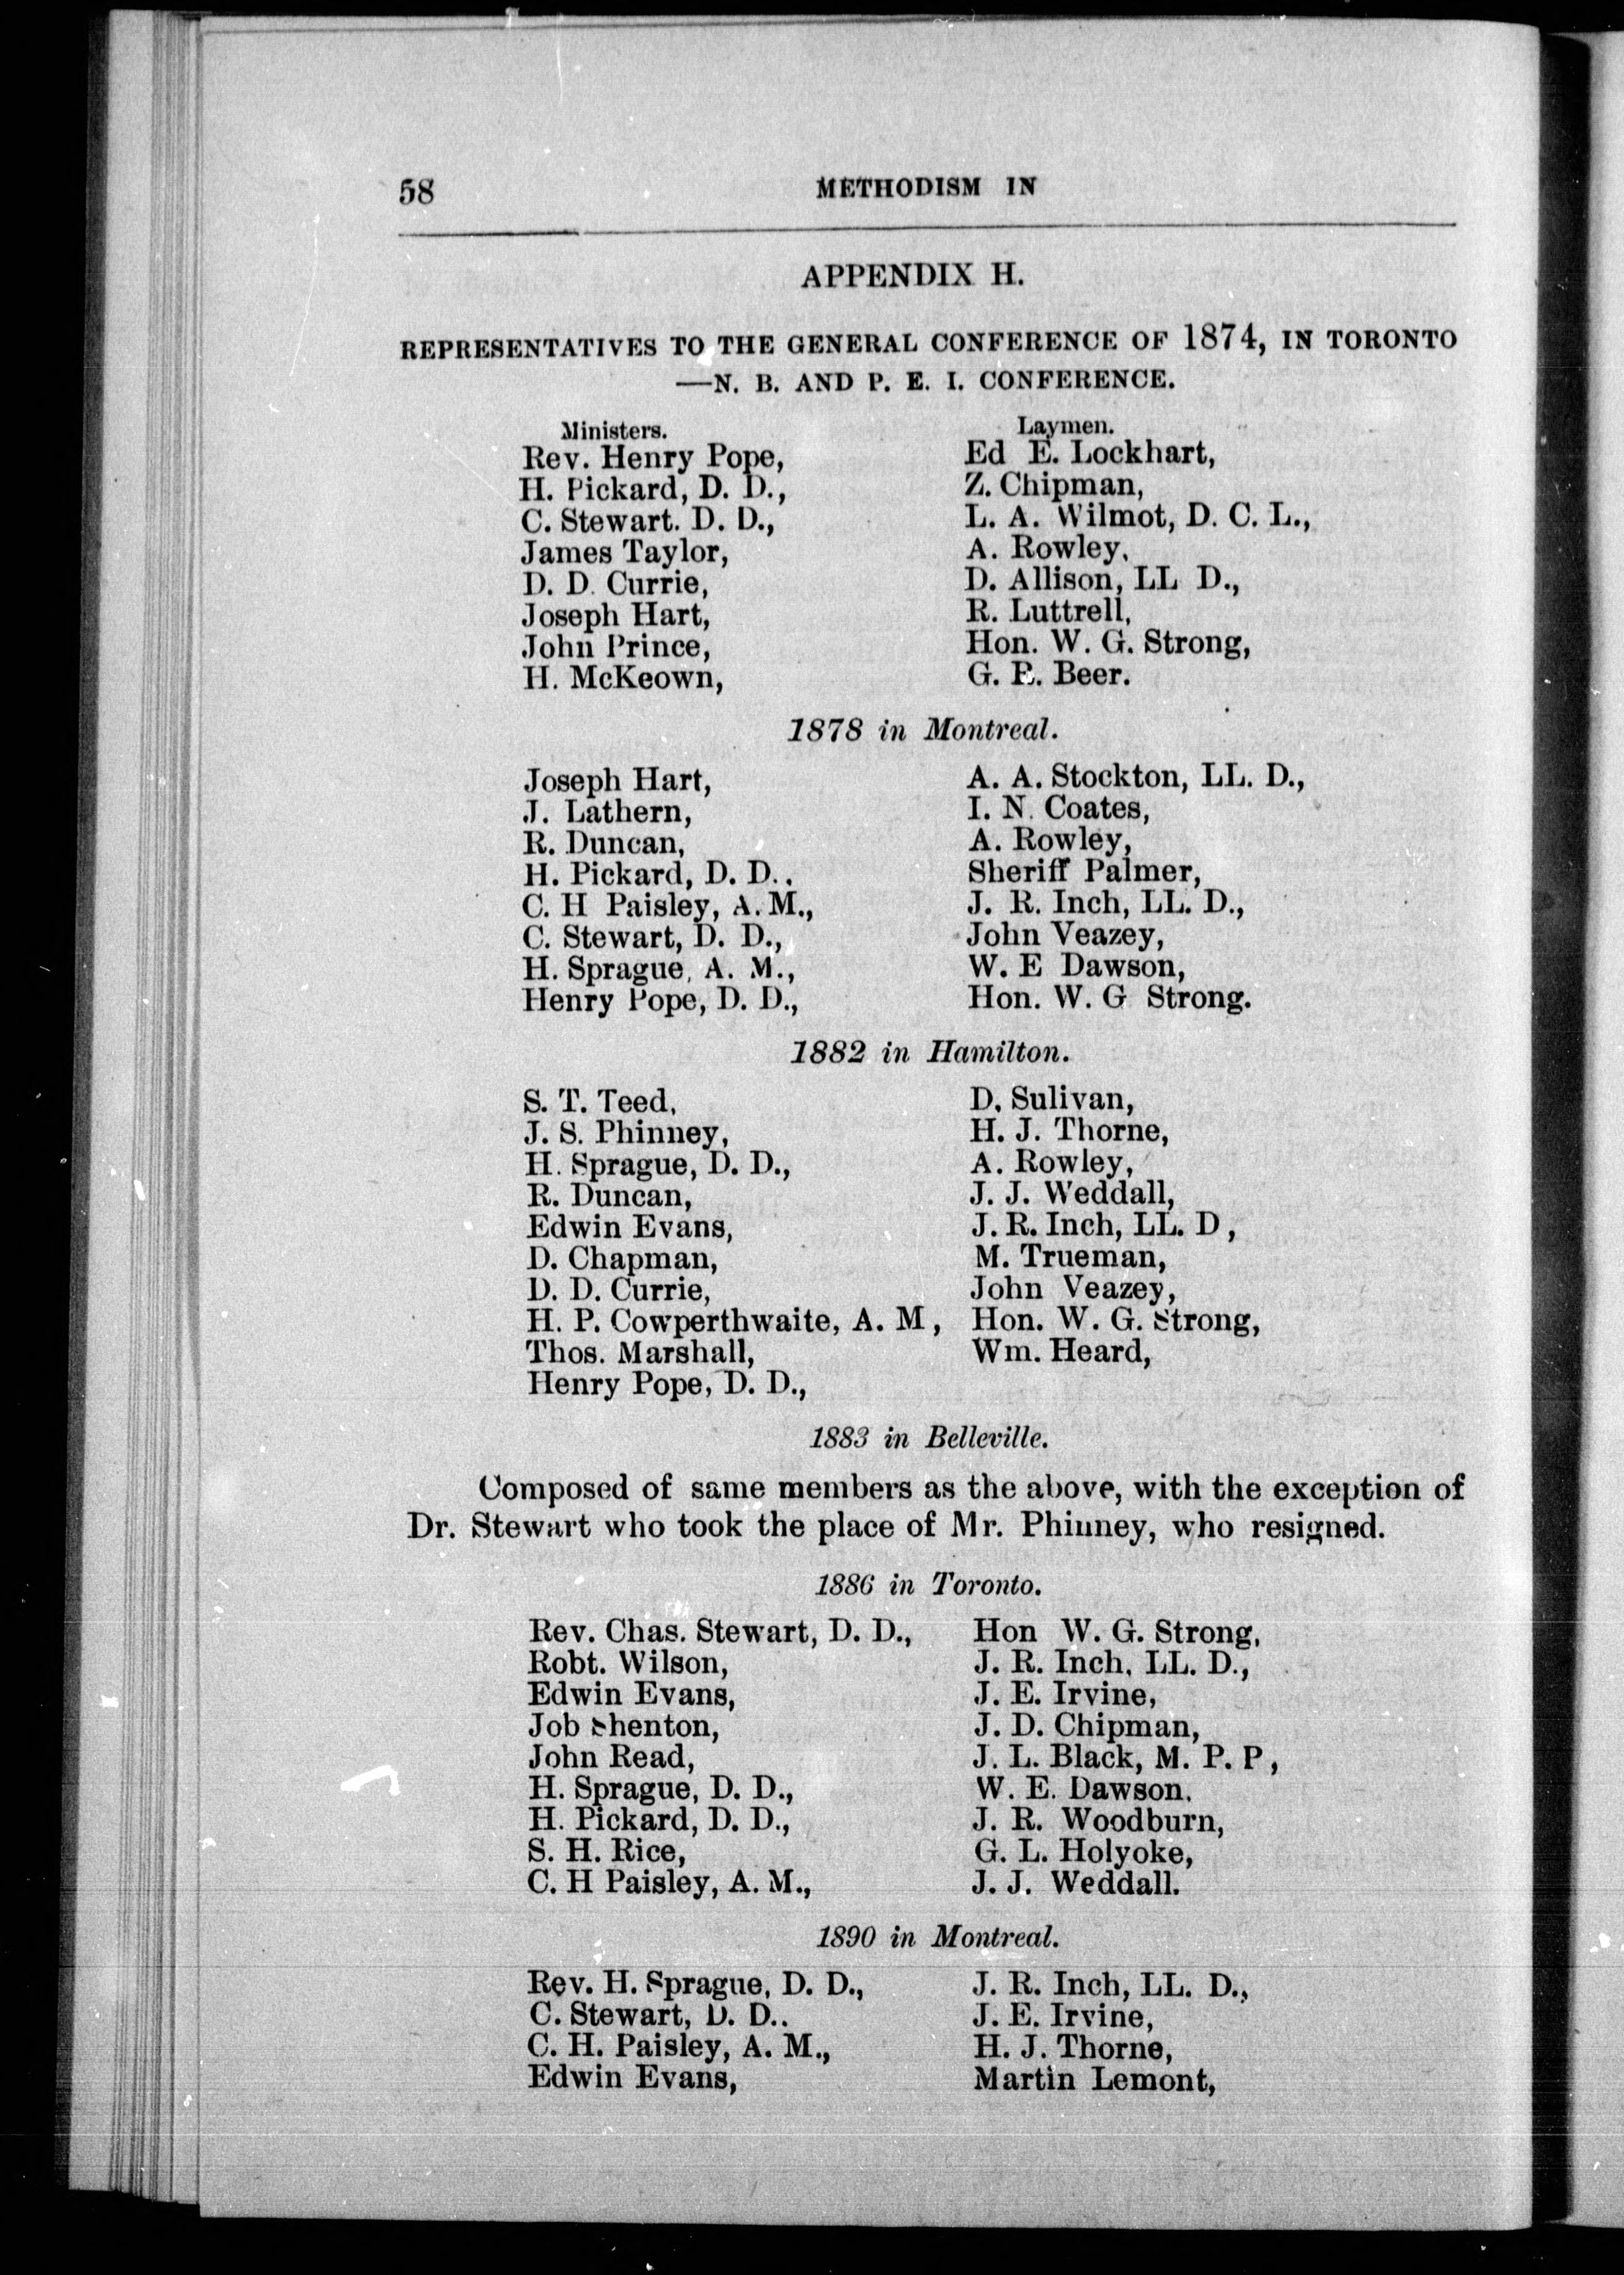 58 METHODISM IN
APPENDIX H.
REPRESENTATIVES TO THE GENERAL CONFERENCE OF 1874, IN TORONTO
—N. B. AND P. E. I. CONFERENCE.
Ministers. Laymen.
Rev. Henry Pope, Ed E. Lockhart,
H. Pickard, D. D., Z. Chipman,
C. Stewart. D. D., L. A. Wilmot, D. C. L.,
James Taylor, A. Rowley,
D. D. Currie, D. Allison, LL D.,
Joseph Hart, R. Luttrell,
John Prince, Hon. W. G. Strong,
H. McKeown, G. E. Beer.
1878 in Montreal.
Joseph Hart, A. A. Stockton, LL. D.,
J. Lathern, I. N. Coates,
R. Duncan, A. Rowley,
H. Pickard, D. D., Sheriff Palmer,
C. H Paisley, A. M., J. R. Inch, LL. D.,
C. Stewart, D. D., John Veazey,
H. Sprague, A. M., W. E Dawson,
Henry Pope, D. D., Hon. W. G Strong.
1882 in Hamilton.
S. T. Teed, D. Sulivan,
J. S. Phinney, H. J. Thorne,
H. Sprague, D. D., A. Rowley,
R. Duncan, J. J. Weddall,
Edwin Evans, J. R. Inch, LL. D,
D. Chapman, M. Trueman,
D. D. Currie, John Veazey,
H. P. Cowperthwaite, A. M, Hon. W. G. Strong,
Thos. Marshall, Wm. Heard,
Henry Pope, D. D.,
1883 in Belleville.
Composed of same members as the above, with the exception of
Dr. Stewart who took the place of Mr. Phinney, who resigned.
1886 in Toronto.
Rev. Chas. Stewart, D. D., Hon W. G. Strong,
Robt. Wilson, J. R. Inch, LL. D.,
Edwin Evans, J. E. Irvine,
Job Shenton, J. D. Chipman,
John Read, J. L. Black, M. P. P,
H. Sprague, D. D., W. E. Dawson,
H. Pickard, D. D., J. R. Woodburn,
S. H. Rice, G. L. Holyoke,
C. H Paisley, A. M., J. J. Weddall.
1890 in Montreal.
Rev. H. Sprague, D. D., J. R. Inch, LL. D.,
C. Stewart, D. D.. J. E. Irvine,
C. H. Paisley, A. M., H. J. Thorne,
Edwin Evans, Martin Lemont,